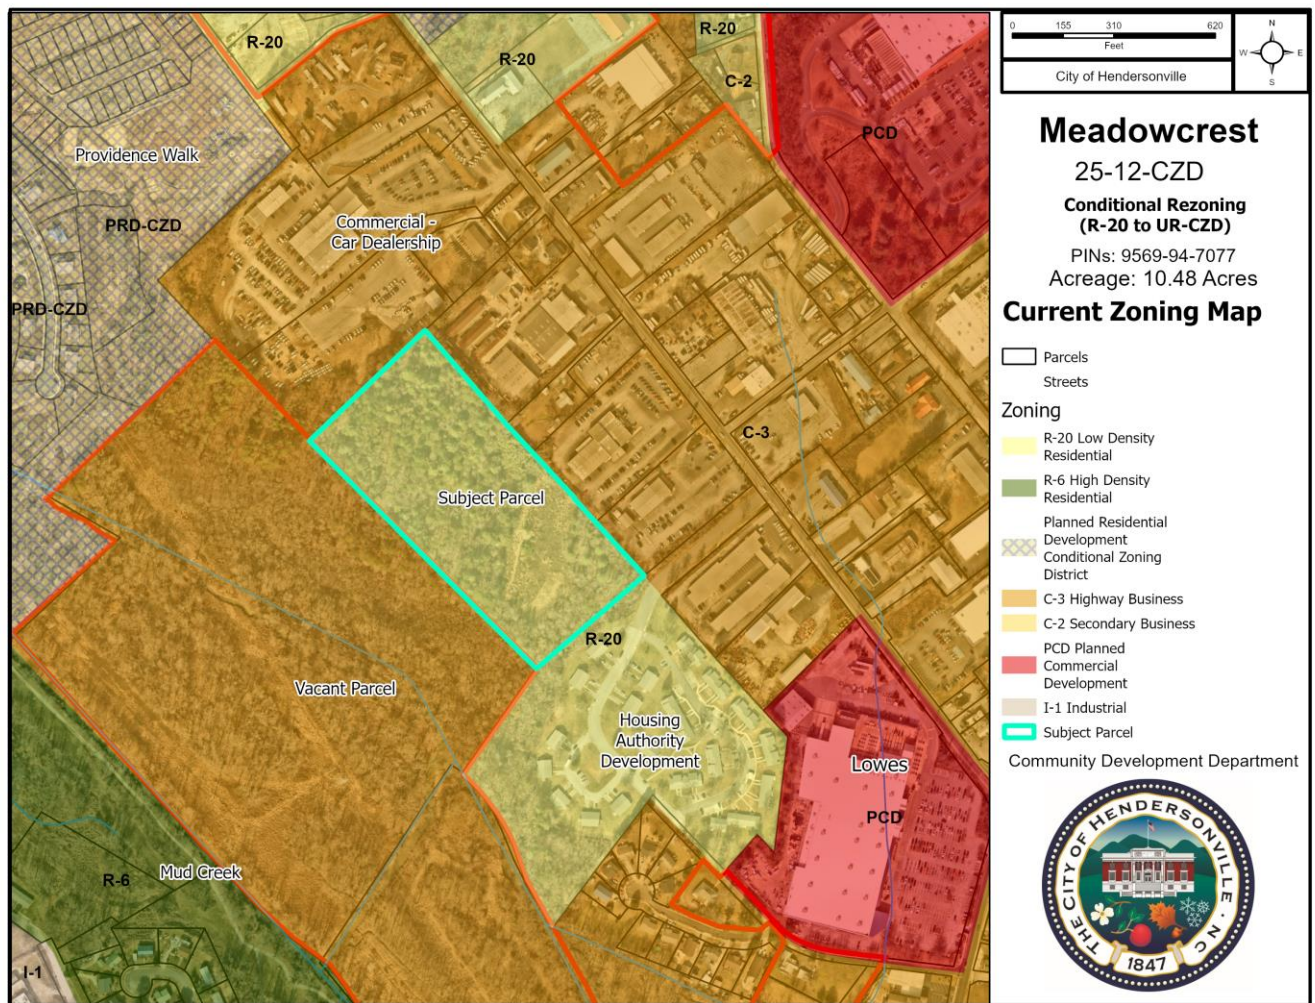 R-20
R-20
R-20
C-2
PCD
Providence Walk
PRD-CZD
Commercial -
Car Dealership
PRD-CZD
C-3
Subject Parcel
R-20
Vacant Parcel
Housing
Authority
Development
Lowes
PCD
Mud Creek
R-6
I-1
0 155 310 620
Feet
City of Hendersonville
N
W E
S
Meadowcrest
25-12-CZD
Conditional Rezoning
(R-20 to UR-CZD)
PINs: 9569-94-7077
Acreage: 10.48 Acres
Current Zoning Map
Parcels
Streets
Zoning
R-20 Low Density
Residential
R-6 High Density
Residential
Planned Residential
Development
Conditional Zoning
District
C-3 Highway Business
C-2 Secondary Business
PCD Planned
Commercial
Development
I-1 Industrial
Subject Parcel
Community Development Department
THE CITY OF HENDERSONVILLE · NC
1847